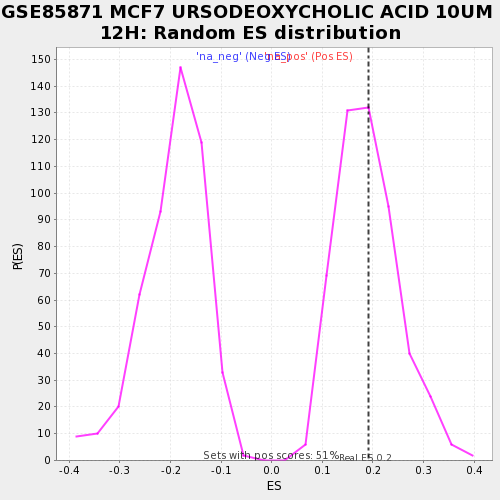 GSE85871 MCF7 URSODEOXYCHOLIC ACID 10UM
12H: Random ES distribution
'na_neg' (Neg ES)
'na_pos' (Pos ES)
P(ES)
150
140
130
120
110
100
90
80
70
60
50
40
30
20
10
0
Sets with pos scores: 51%
Real ES 0.2
-0.4 -0.3 -0.2 -0.1 0.0 0.1 0.2 0.3 0.4
ES